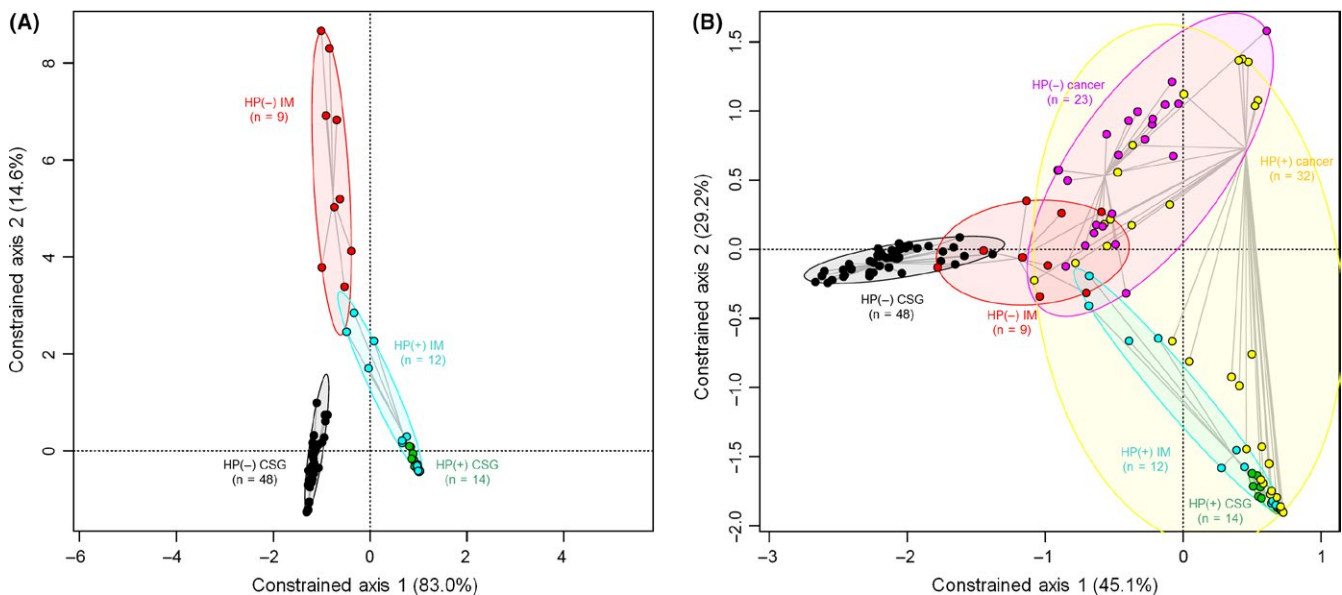 (A)
8
6
4
2
0
Constrained axis 2 (14.6%)
HP(−) IM
(n = 9)
HP(+) IM
(n = 12)
HP(−) CSG
(n = 48)
HP(+) CSG
(n = 14)
−6
−4
−2
0
2
4
Constrained axis 1 (83.0%)
(B)
1.5
1.0
0.5
0.0
−0.5
−1.0
−1.5
−2.0
Constrained axis 2 (29.2%)
HP(−) cancer
(n = 23)
HP(+) cancer
(n = 32)
HP(−) CSG
(n = 48)
HP(−) IM
(n = 9)
HP(+) IM
(n = 12)
HP(+) CSG
(n = 14)
−3
−2
−1
0
1
Constrained axis 1 (45.1%)